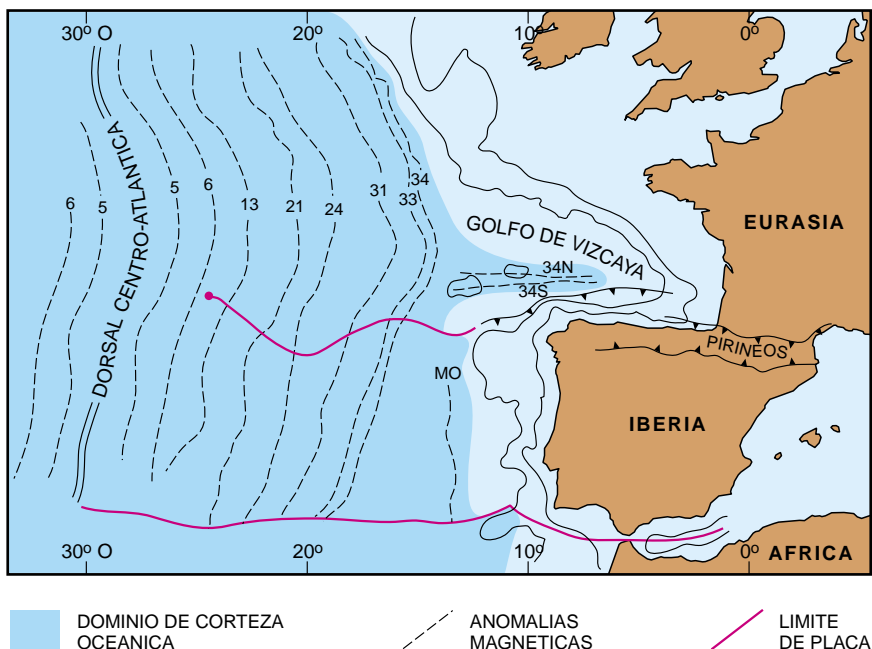 30º O
20º
10º
0º
DORSAL CENTRO-ATLANTICA
6
5
5
6
13
21
24
31
33
34
GOLFO DE VIZCAYA
34N
34S
EURASIA
PIRINEOS
MO
IBERIA
30º O
20º
10º
0º
AFRICA
DOMINIO DE CORTEZA
OCEANICA
ANOMALIAS
MAGNETICAS
LIMITE
DE PLACA